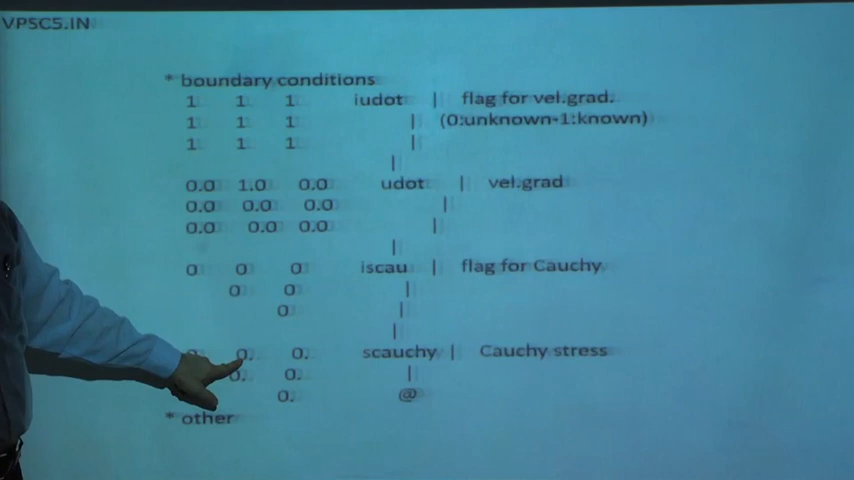 VPSC5.IN
* boundary conditions
1 1 1 iudot | flag for vel.grad.
1 1 1 | (0:unknown-1:known)
1 1 1 |
|
0.0 1.0 0.0 udot | vel.grad
0.0 0.0 0.0 |
0.0 0.0 0.0 |
|
0 0 0 iscau | flag for Cauchy
0 0 |
0 |
|
0. 0. scauchy | Cauchy stress
0. 0. |
0. @
* other